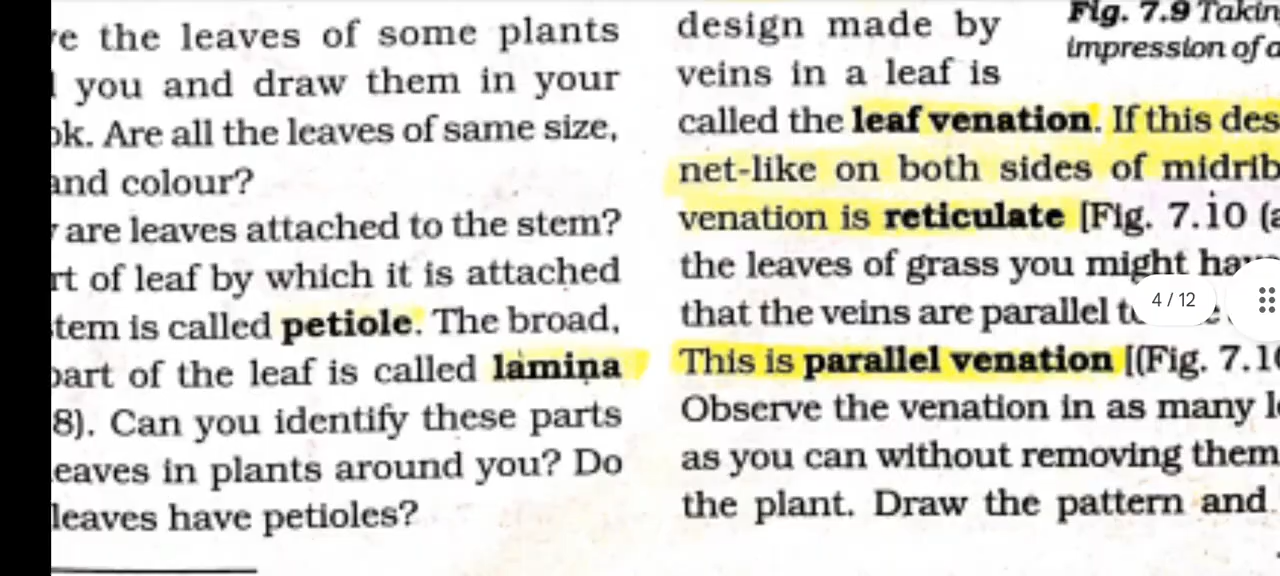 e the leaves of some plants
you and draw them in your
ok. Are all the leaves of same size,
and colour?
are leaves attached to the stem?
rt of leaf by which it is attached
tem is called petiole. The broad,
part of the leaf is called lamina
8). Can you identify these parts
eaves in plants around you? Do
leaves have petioles?
design made by
veins in a leaf is
called the leaf venation. If this des
net-like on both sides of midrib
venation is reticulate [Fig. 7.10 (a
the leaves of grass you might hav
that the veins are parallel t
This is parallel venation [(Fig. 7.10
Observe the venation in as many l
as you can without removing them
the plant. Draw the pattern and
Fig. 7.9 Takin
impression of a
4 / 12